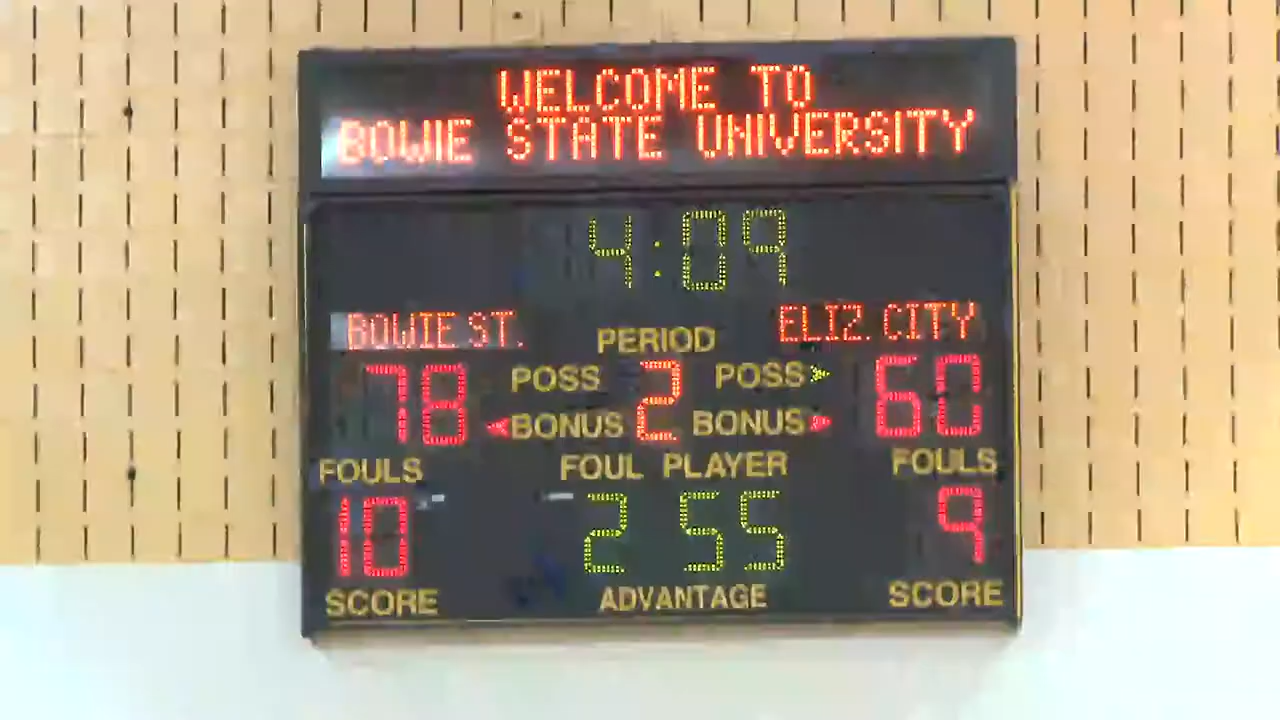 WELCOME TO
BOWIE STATE UNIVERSITY
4:09
BOWIE ST. PERIOD ELIZ. CITY
78 POSS 2 POSS 60
BONUS BONUS
FOULS FOUL PLAYER FOULS
10 2 55 9
SCORE ADVANTAGE SCORE